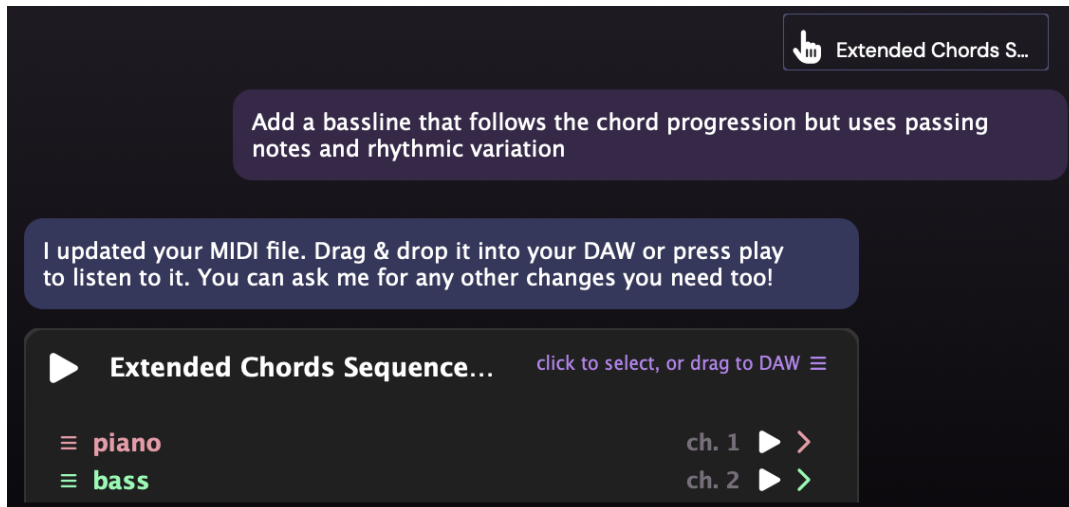 Extended Chords S...
Add a bassline that follows the chord progression but uses passing
notes and rhythmic variation
I updated your MIDI file. Drag & drop it into your DAW or press play
to listen to it. You can ask me for any other changes you need too!
Extended Chords Sequence... click to select, or drag to DAW
piano ch. 1
bass ch. 2